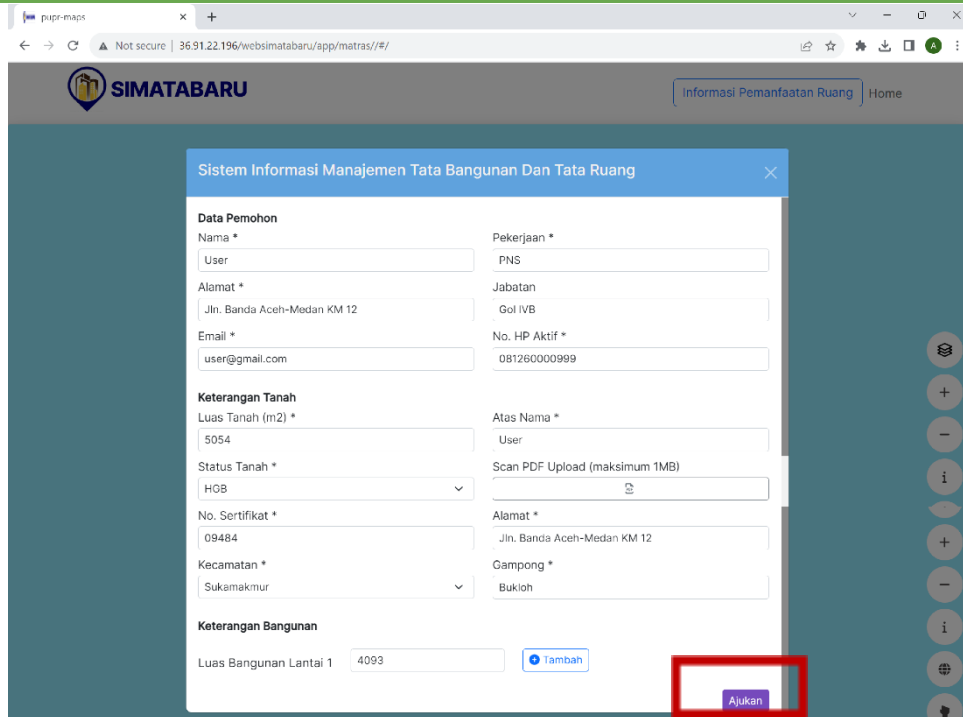 pupr-maps
Not secure | 36.91.22.196/websimatabaru/app/matras//#/
A
SIMATABARU
Informasi Pemanfaatan Ruang
Home
Sistem Informasi Manajemen Tata Bangunan Dan Tata Ruang
Data Pemohon
Nama * Pekerjaan *
User PNS
Alamat * Jabatan
Jln. Banda Aceh-Medan KM 12 Gol IVB
Email * No. HP Aktif *
user@gmail.com 081260000999
Keterangan Tanah
Luas Tanah (m2) * Atas Nama *
5054 User
Status Tanah * Scan PDF Upload (maksimum 1MB)
HGB
No. Sertifikat * Alamat *
09484 Jln. Banda Aceh-Medan KM 12
Kecamatan * Gampong *
Sukamakmur Bukloh
Keterangan Bangunan
Luas Bangunan Lantai 1 4093 Tambah
Ajukan